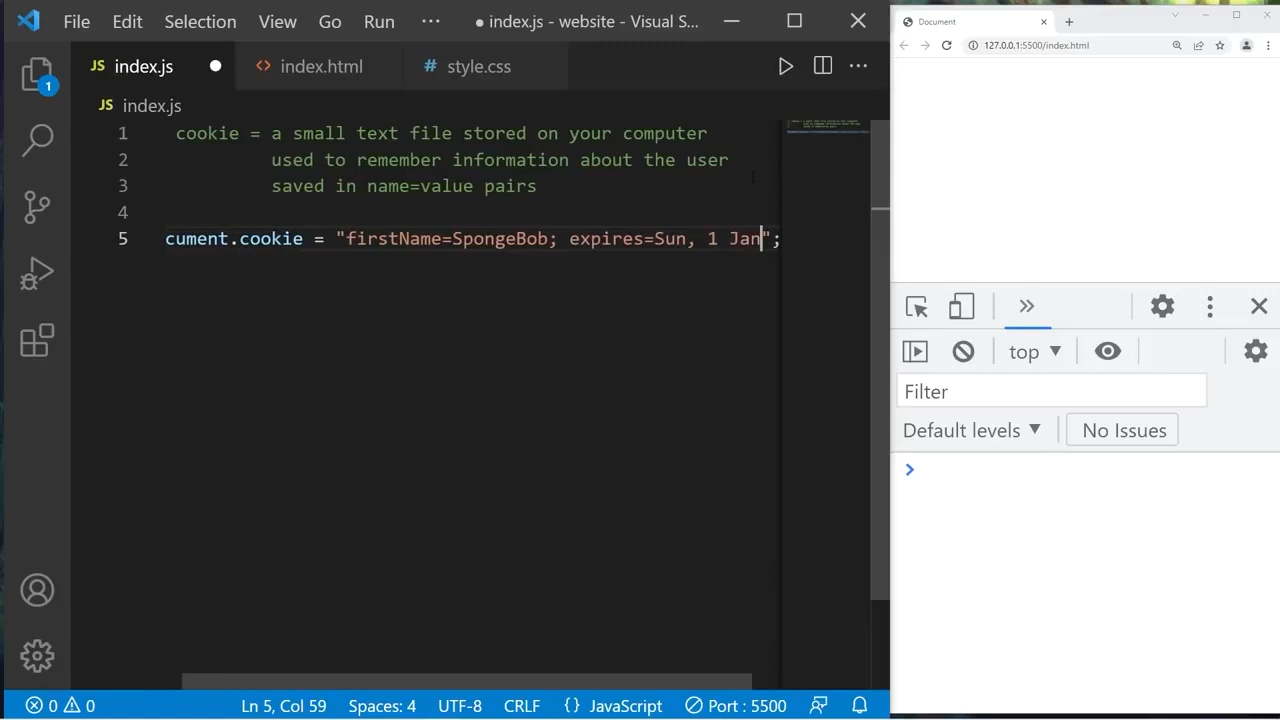 File Edit Selection View Go Run ··· ● index.js - website - Visual S...
JS index.js ● <> index.html # style.css
JS index.js
1 cookie = a small text file stored on your computer
2 used to remember information about the user
3 saved in name=value pairs
4
5 cument.cookie = "firstName=SpongeBob; expires=Sun, 1 Jan";
1
0 0 Ln 5, Col 59 Spaces: 4 UTF-8 CRLF {} JavaScript Port : 5500
Document
127.0.0.1:5500/index.html
top
Filter
Default levels No Issues